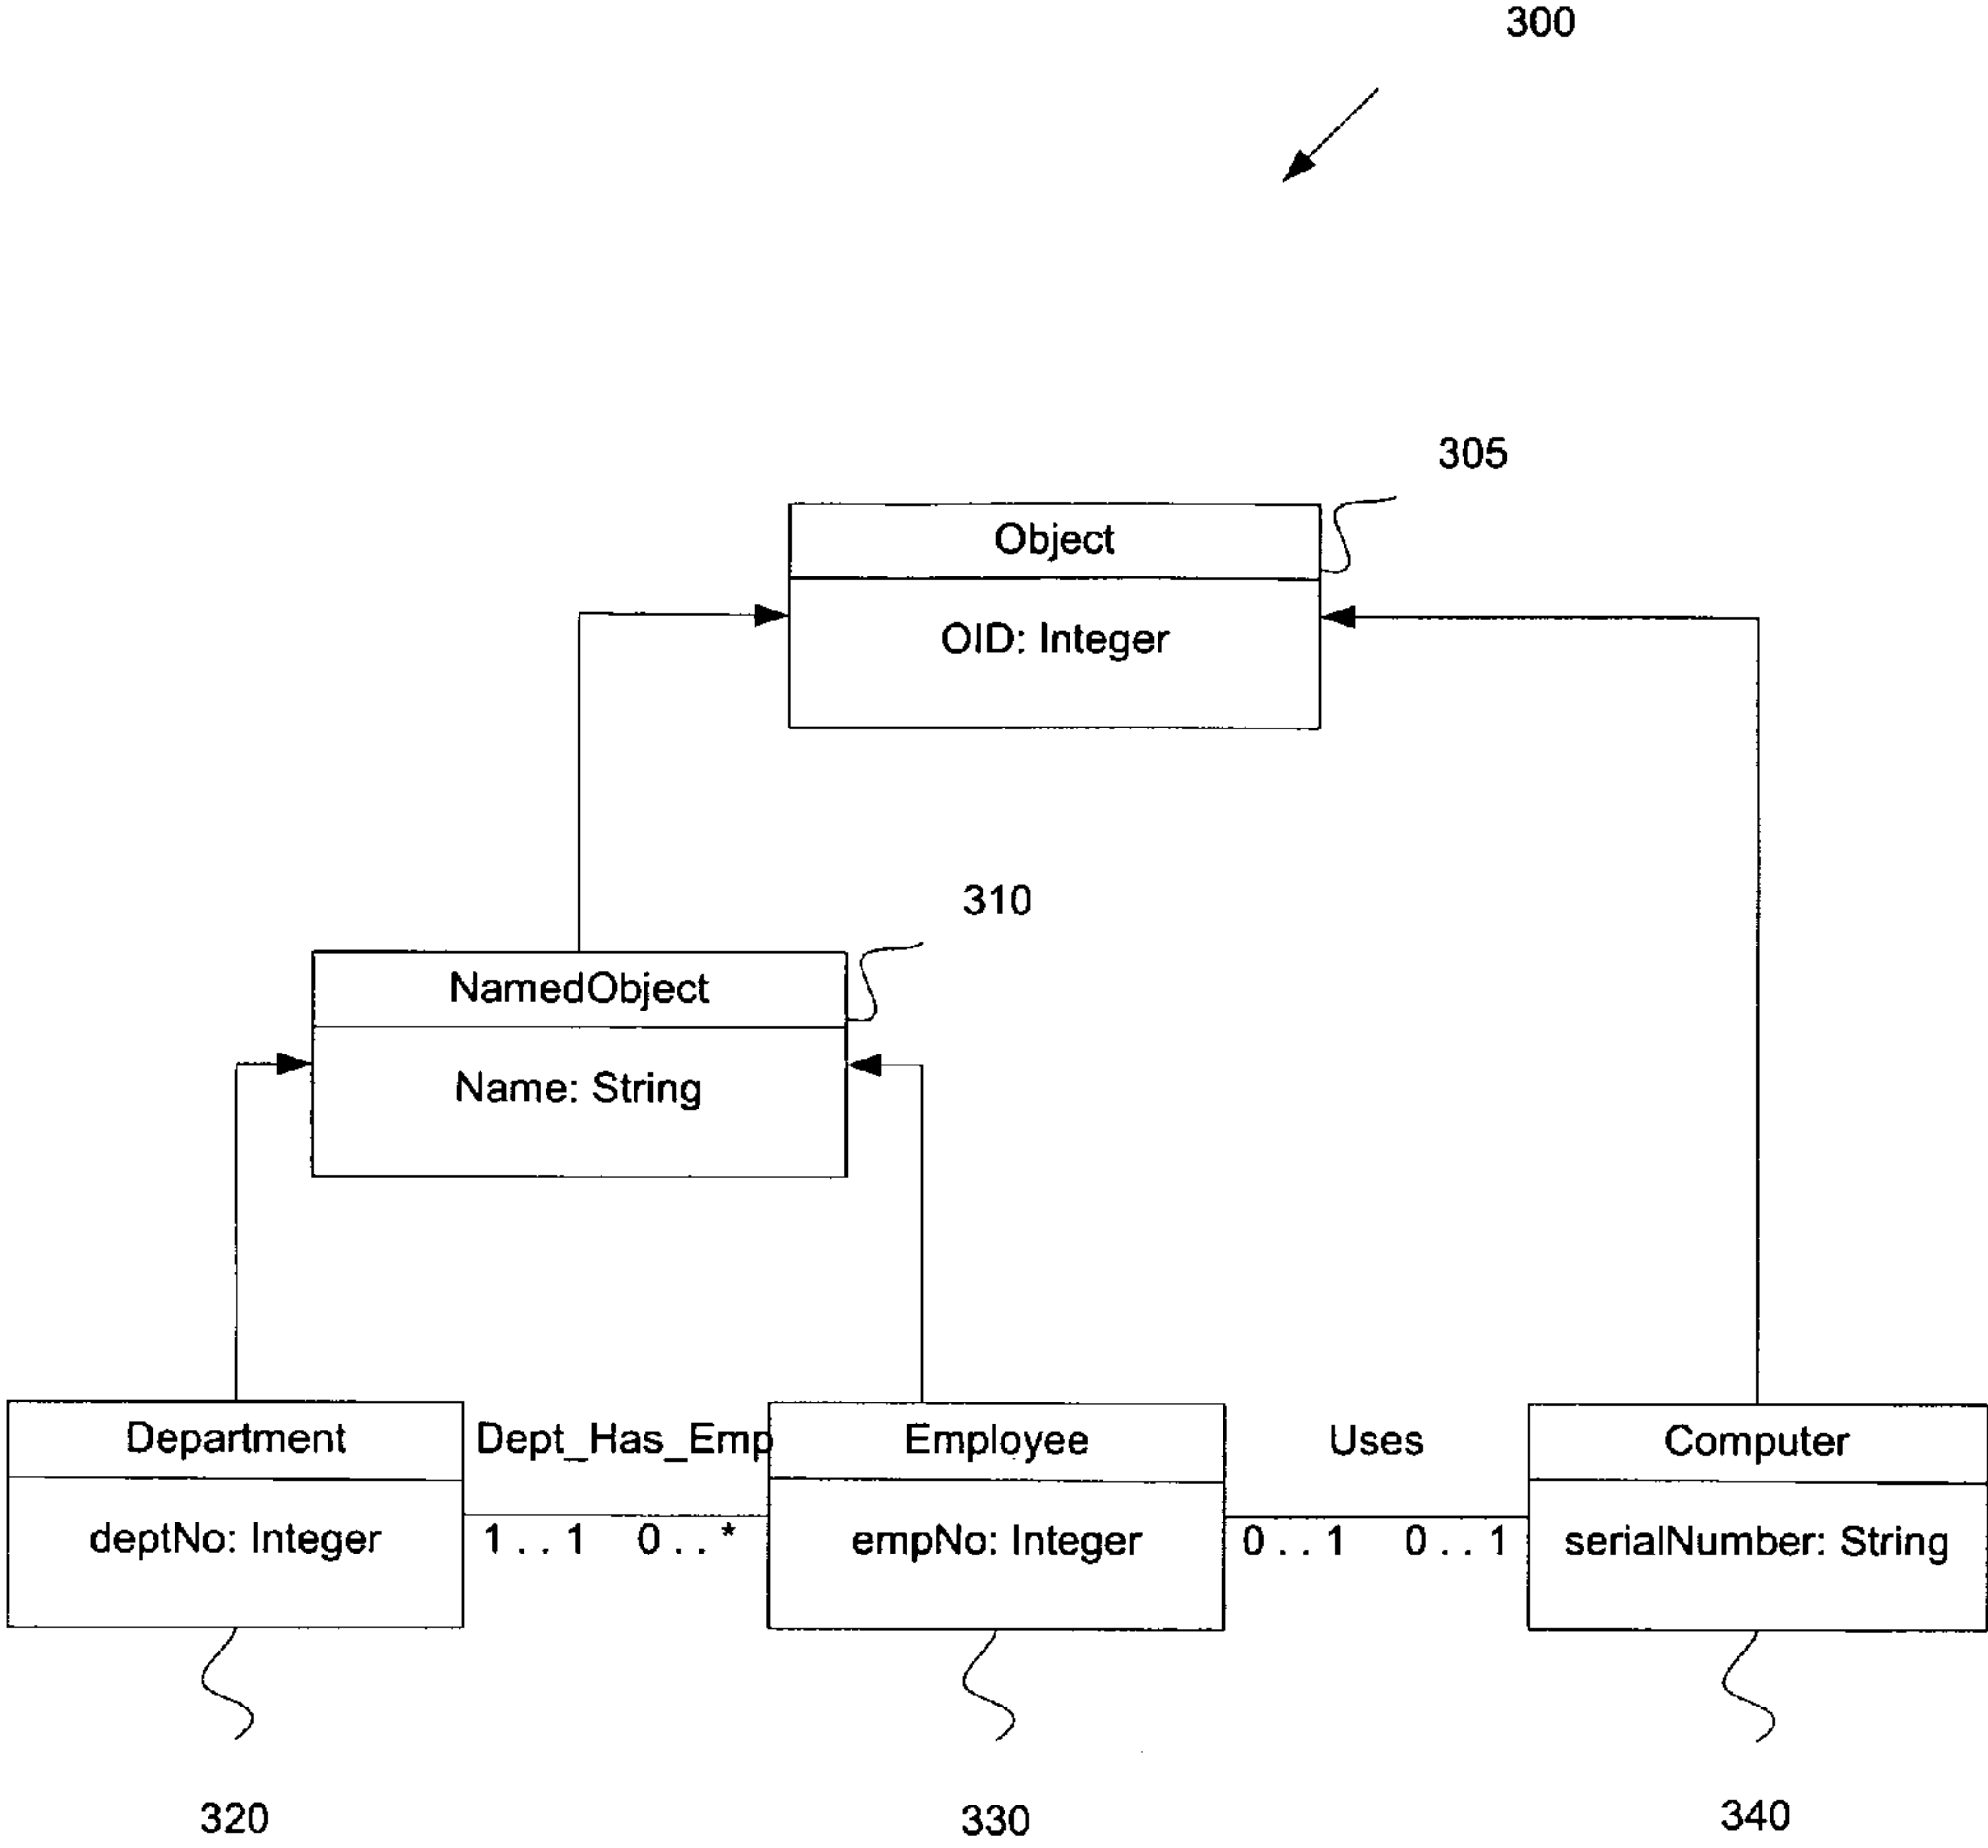 300
305
Object
OID: Integer
310
NamedObject
Name: String
Department
Dept_Has_Emp
Employee
Uses
Computer
deptNo: Integer
1..1 0..*
empNo: Integer
0..1 0..1
serialNumber: String
320
330
340